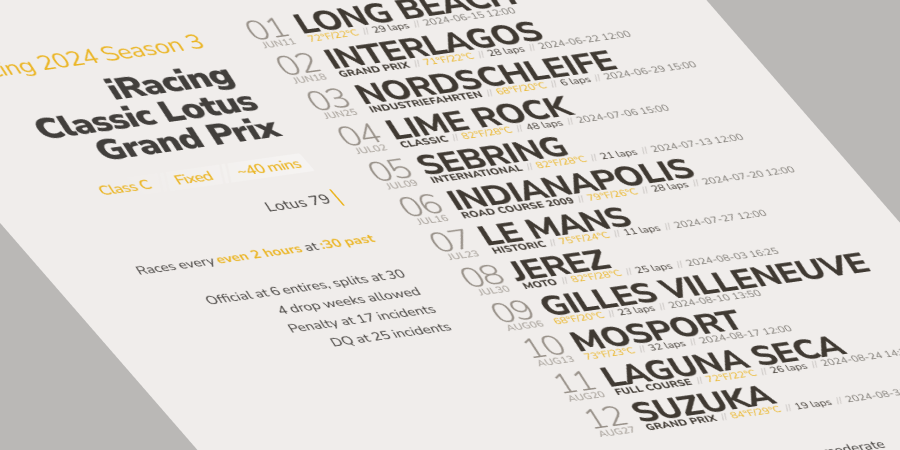 ing 2024 Season 3
iRacing
Classic Lotus
Grand Prix
Class C Fixed ~40 mins
Lotus 79
Races every even 2 hours at :30 past
Official at 6 entires, splits at 30
4 drop weeks allowed
Penalty at 17 incidents
DQ at 25 incidents
01 LONG BEACH
JUN11 72°F/22°C // 29 laps // 2024-06-15 12:00
02 INTERLAGOS
JUN18 GRAND PRIX // 71°F/22°C // 28 laps // 2024-06-22 12:00
03 NORDSCHLEIFE
JUN25 INDUSTRIEFAHRTEN // 68°F/20°C // 6 laps // 2024-06-29 15:00
04 LIME ROCK
JUL02 CLASSIC // 82°F/28°C // 48 laps // 2024-07-06 15:00
05 SEBRING
JUL09 INTERNATIONAL // 82°F/28°C // 21 laps // 2024-07-13 12:00
06 INDIANAPOLIS
JUL16 ROAD COURSE 2009 // 79°F/26°C // 28 laps // 2024-07-20 12:00
07 LE MANS
JUL23 HISTORIC // 75°F/24°C // 11 laps // 2024-07-27 12:00
08 JEREZ
JUL30 MOTO // 82°F/28°C // 25 laps // 2024-08-03 16:25
09 GILLES VILLENEUVE
AUG06 68°F/20°C // 23 laps // 2024-08-10 13:50
10 MOSPORT
AUG13 73°F/23°C // 32 laps // 2024-08-17 12:00
11 LAGUNA SECA
AUG20 FULL COURSE // 72°F/22°C // 26 laps // 2024-08-24
12 SUZUKA
AUG27 GRAND PRIX // 84°F/29°C // 19 laps // 2024-08-3
moderate